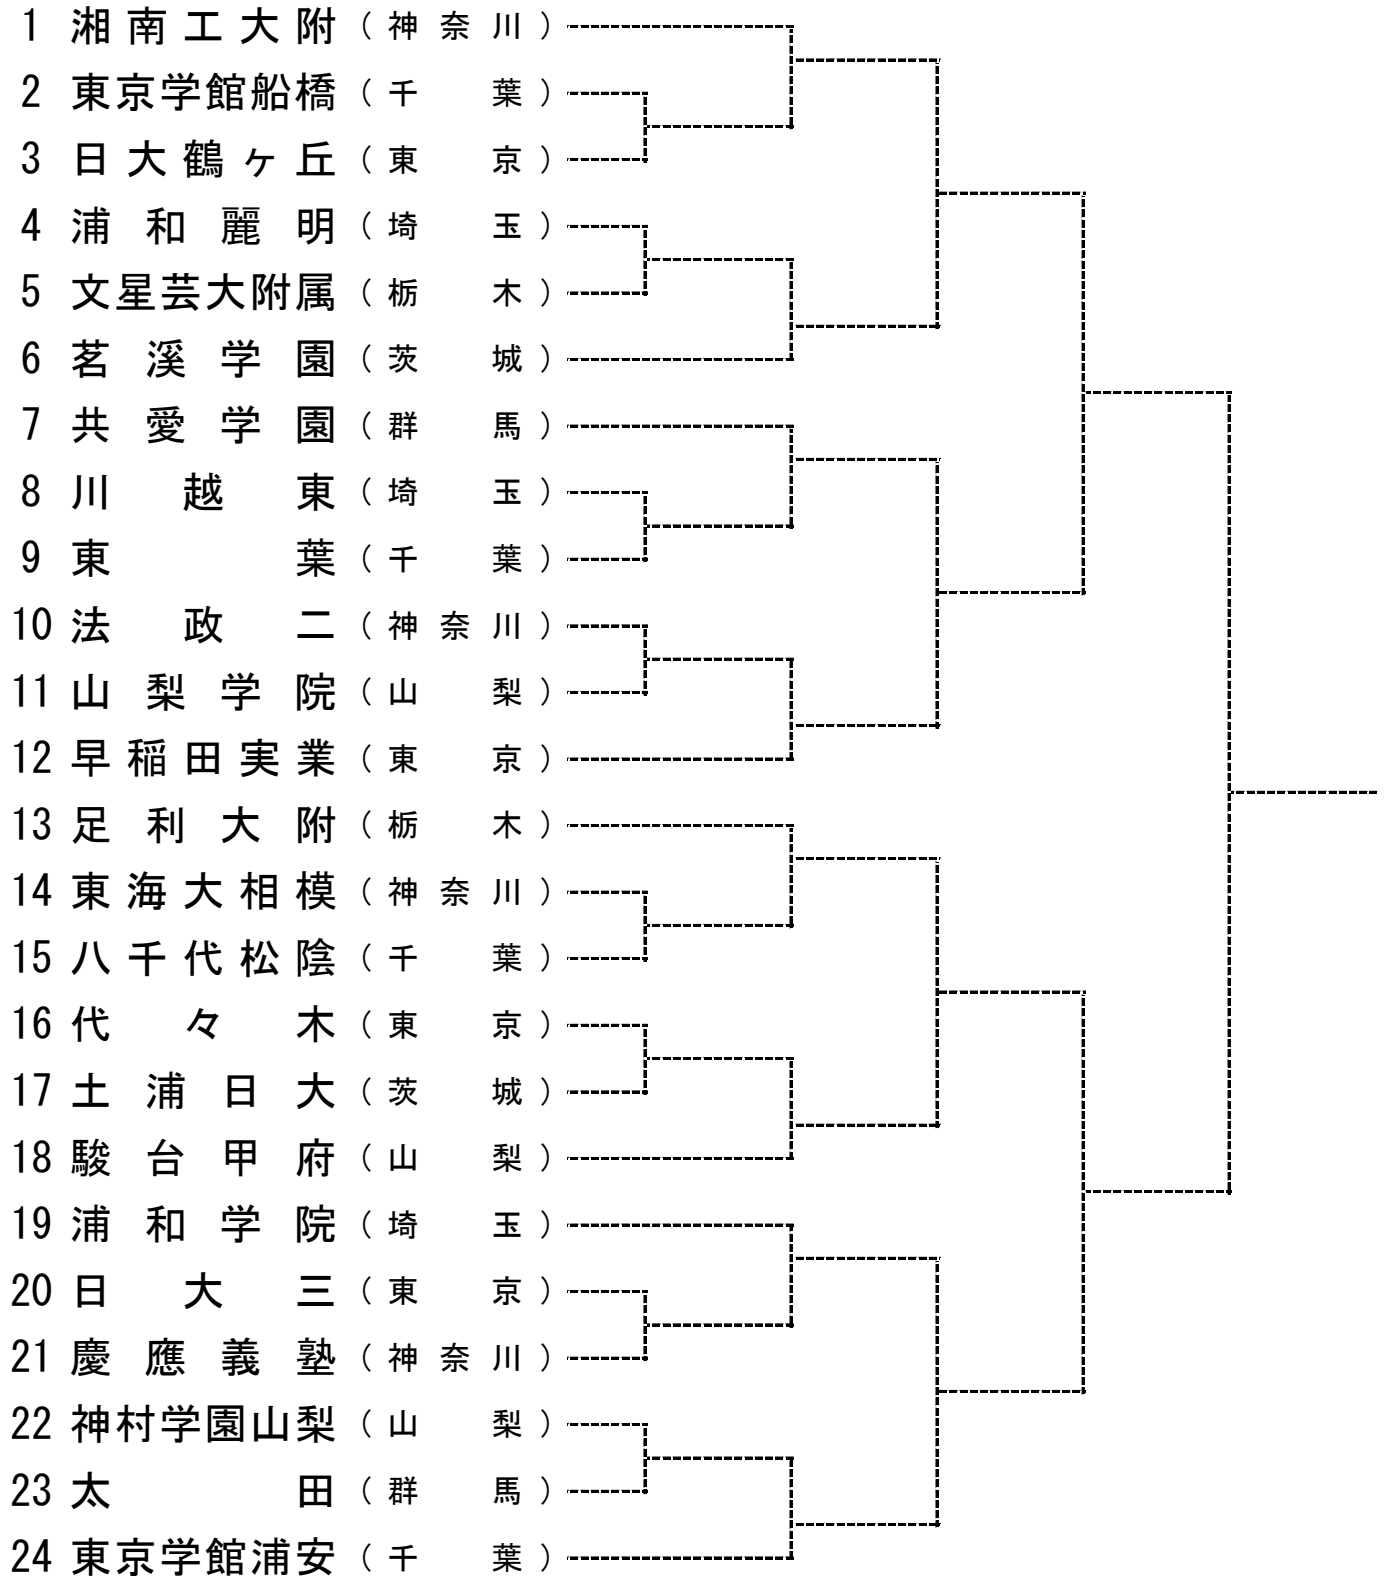 1 湘南工大附 (神奈川)
2 東京学館船橋 (千葉)
3 日大鶴ヶ丘 (東京)
4 浦和麗明 (埼玉)
5 文星芸大附属 (栃木)
6 茗溪学園 (茨城)
7 共愛学園 (群馬)
8 川越東 (埼玉)
9 東葉 (千葉)
10 法政二 (神奈川)
11 山梨学院 (山梨)
12 早稲田実業 (東京)
13 足利大附 (栃木)
14 東海大相模 (神奈川)
15 八千代松陰 (千葉)
16 代々木 (東京)
17 土浦日大 (茨城)
18 駿台甲府 (山梨)
19 浦和学院 (埼玉)
20 日大三 (東京)
21 慶應義塾 (神奈川)
22 神村学園山梨 (山梨)
23 太田 (群馬)
24 東京学館浦安 (千葉)